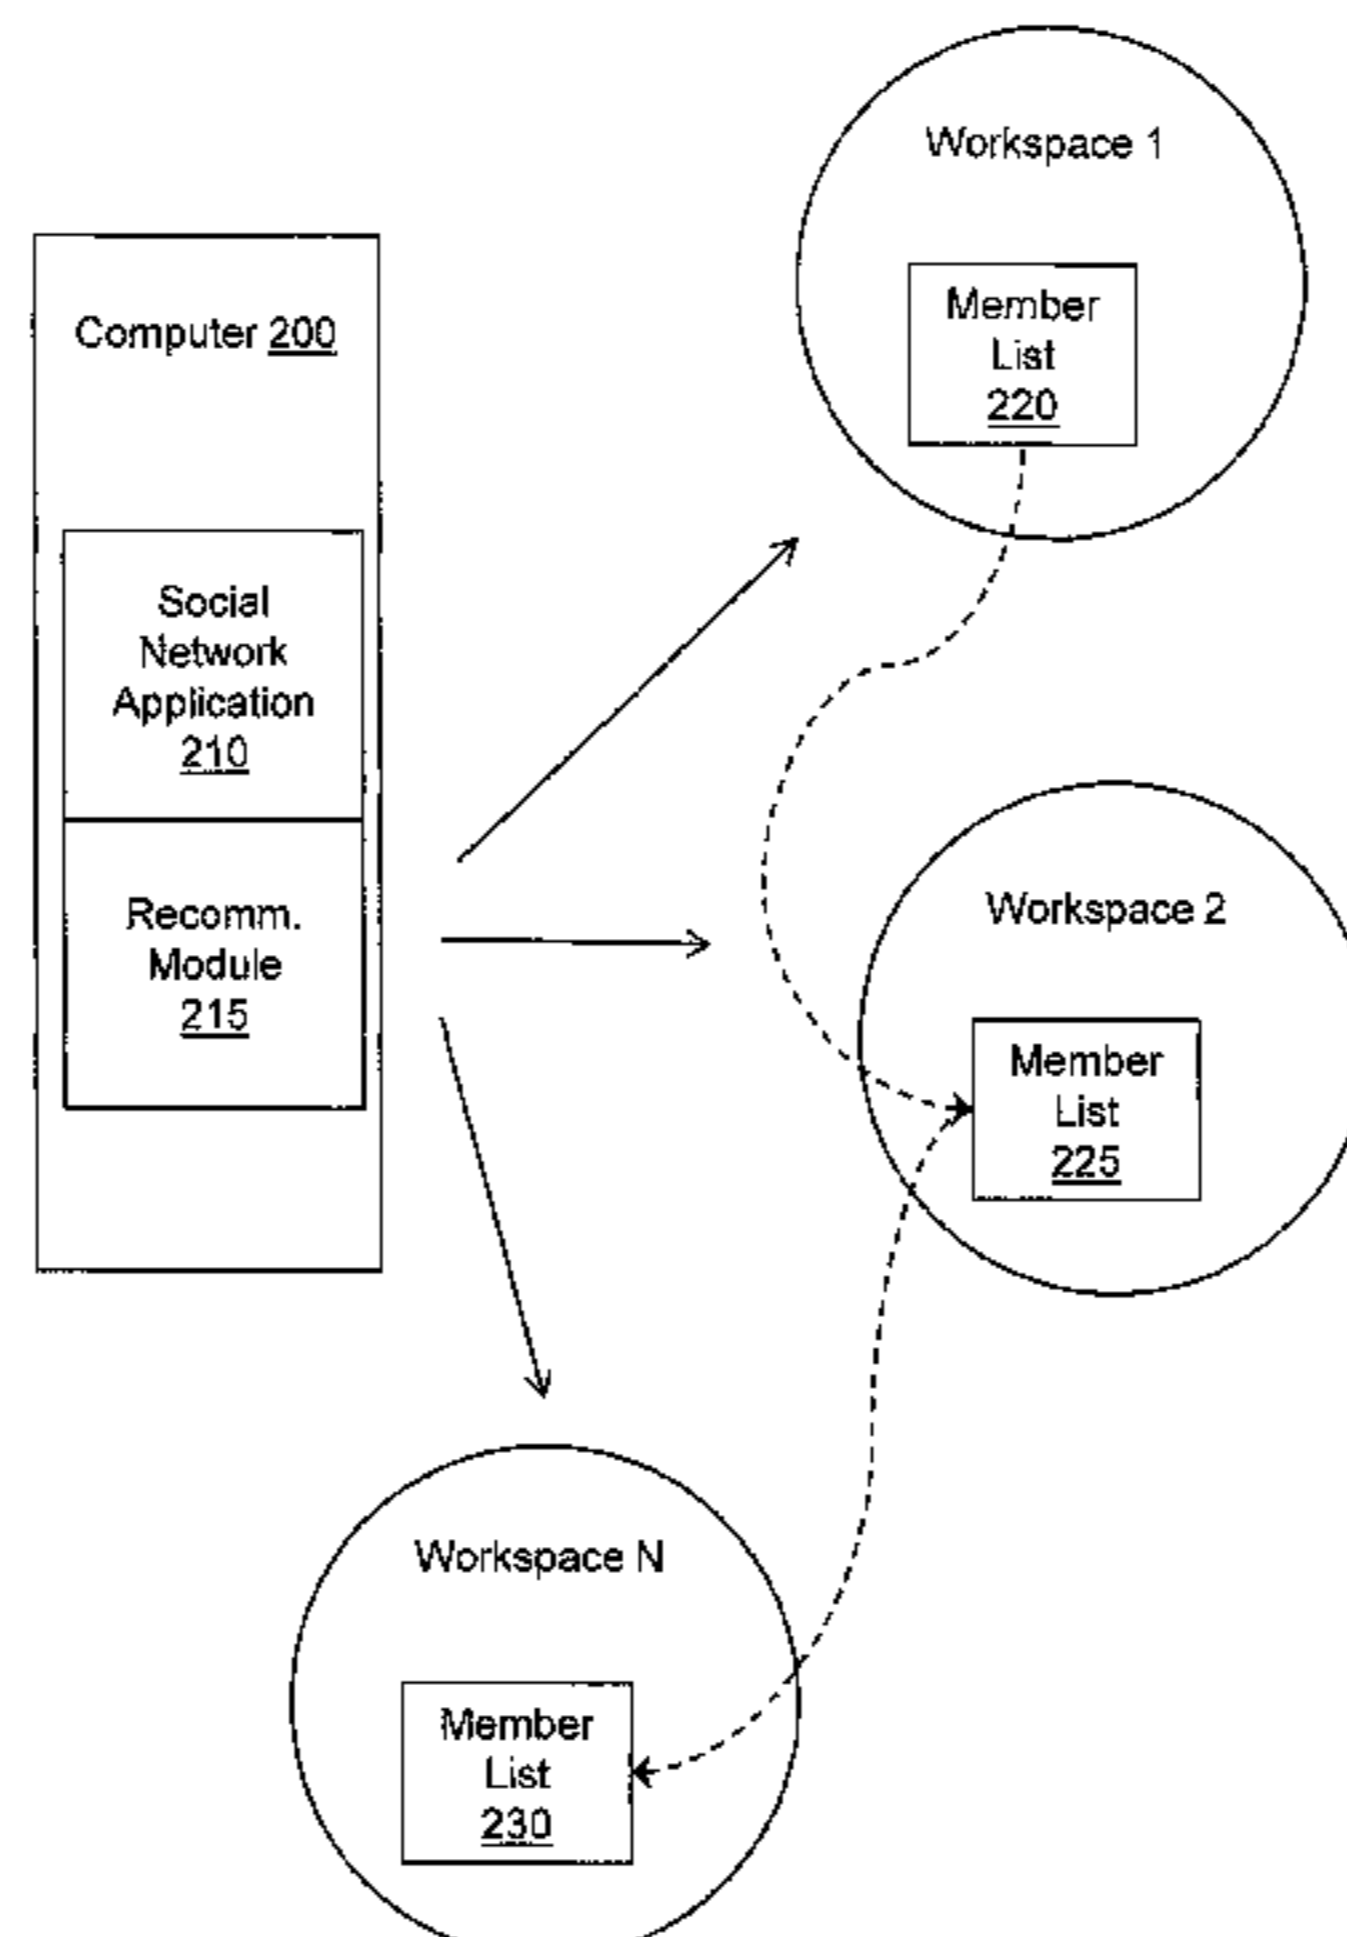 Workspace 1
Member
List
220
Computer 200
Social
Network
Application
210
Recomm.
Module
215
Workspace 2
Member
List
225
Workspace N
Member
List
230